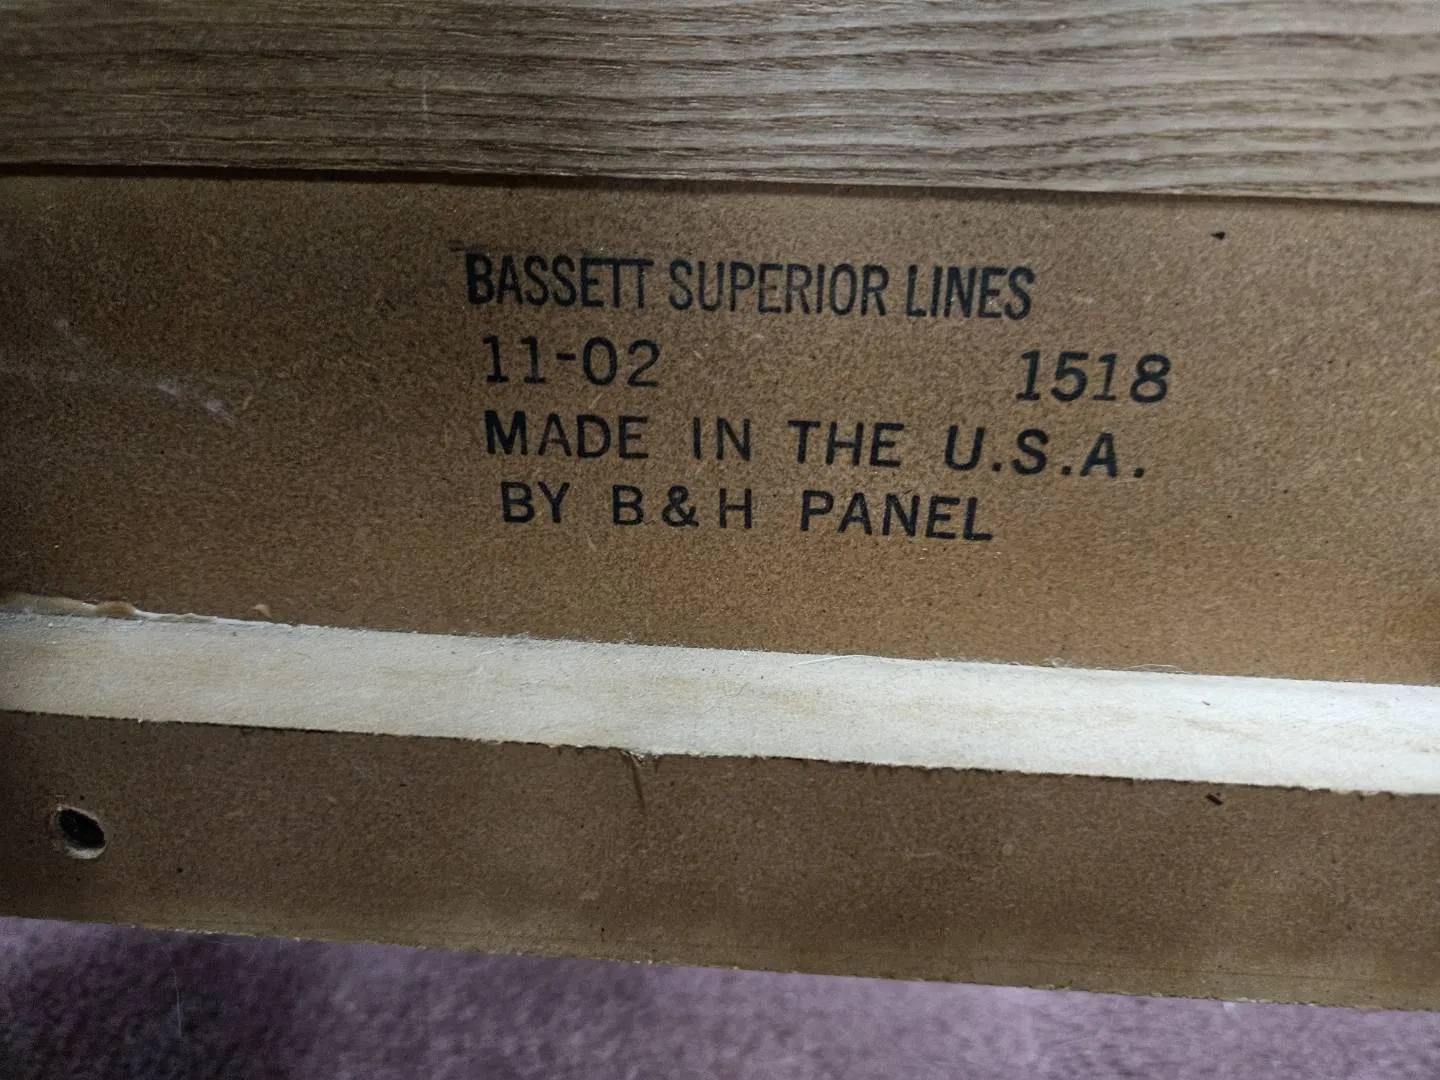 BASSETT SUPERIOR LINES
11-02 1518
MADE IN THE U.S.A.
BY B & H PANEL